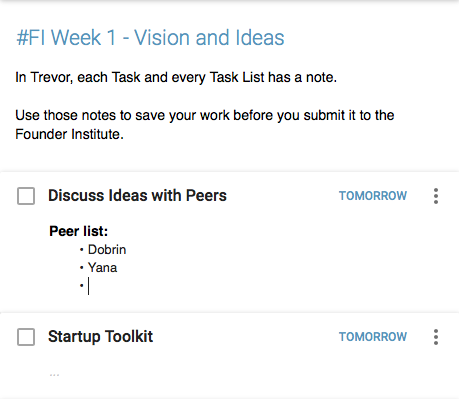 #FI Week 1 - Vision and Ideas
In Trevor, each Task and every Task List has a note.
Use those notes to save your work before you submit it to the
Founder Institute.
Discuss Ideas with Peers TOMORROW
Peer list:
• Dobrin
• Yana
•
Startup Toolkit TOMORROW
...